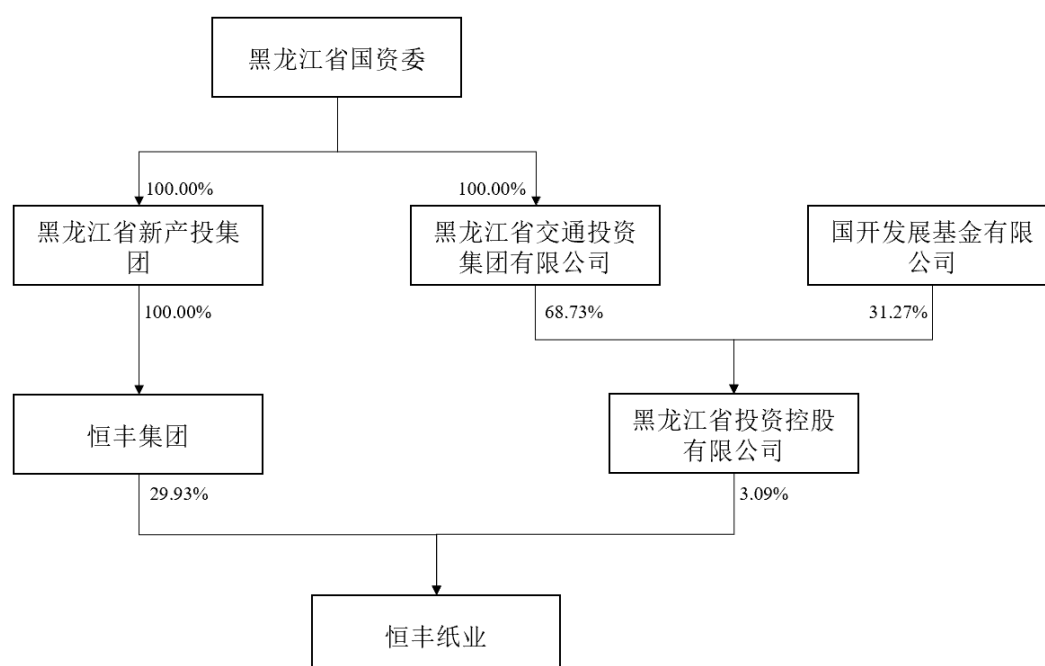 黑龙江省国资委
100.00%
100.00%
黑龙江省新产投集
团
黑龙江省交通投资
集团有限公司
国开发展基金有限
公司
100.00%
68.73%
31.27%
恒丰集团
黑龙江省投资控股
有限公司
29.93%
3.09%
恒丰纸业